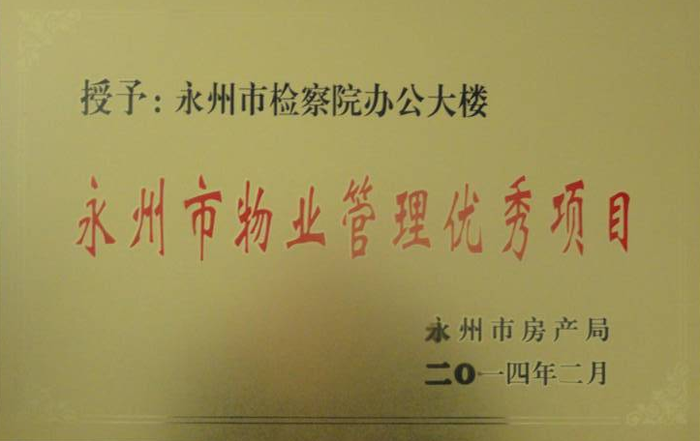 授予：永州市检察院办公大楼
永州市物业管理优秀项目
永州市房产局
二〇一四年二月